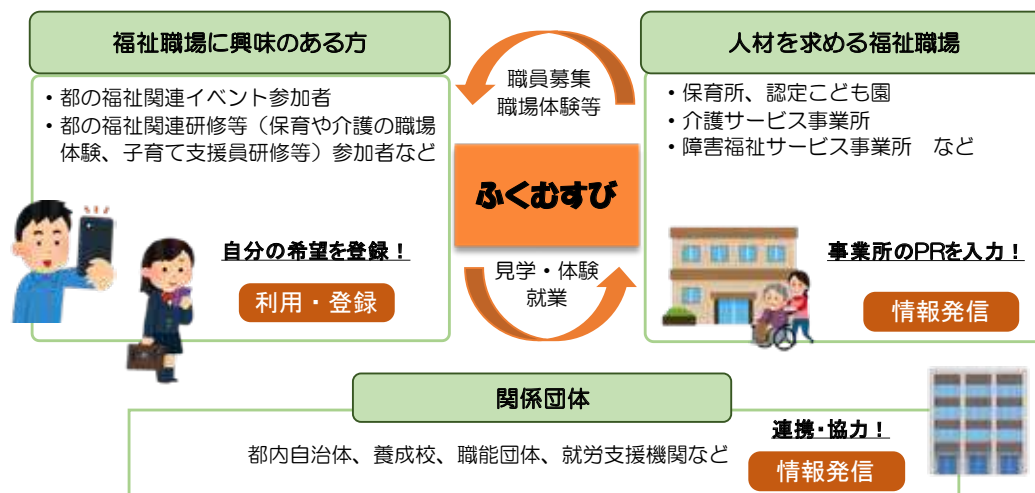 福祉職場に興味のある方
・都の福祉関連イベント参加者
・都の福祉関連研修等（保育や介護の職場
体験、子育て支援員研修等）参加者など
自分の希望を登録！
利用・登録
職員募集
職場体験等
ふくむすび
見学・体験
就業
人材を求める福祉職場
・保育所、認定こども園
・介護サービス事業所
・障害福祉サービス事業所　など
事業所のPRを入力！
情報発信
関係団体
都内自治体、養成校、職能団体、就労支援機関など
連携・協力！
情報発信